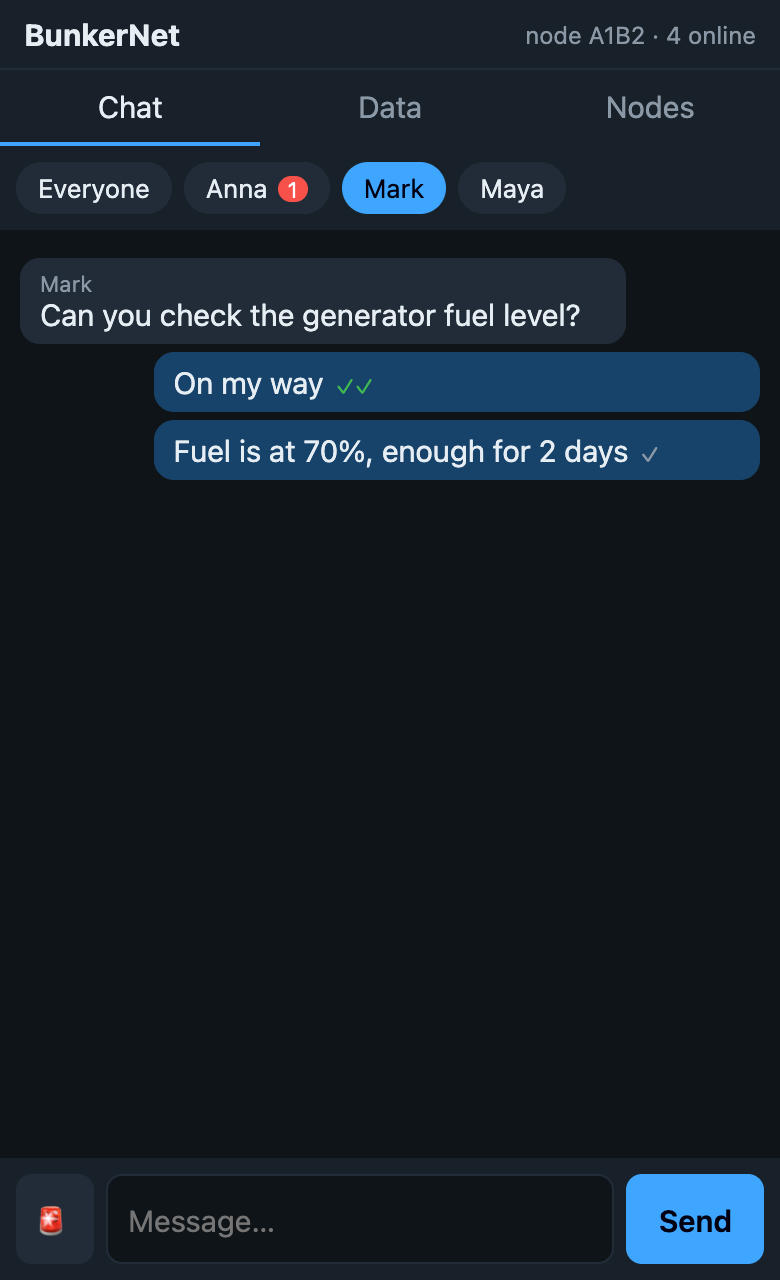 BunkerNet
node A1B2 · 4 online
Chat Data Nodes
Everyone Anna 1 Mark Maya
Mark
Can you check the generator fuel level?
On my way ✓✓
Fuel is at 70%, enough for 2 days ✓
Message... Send